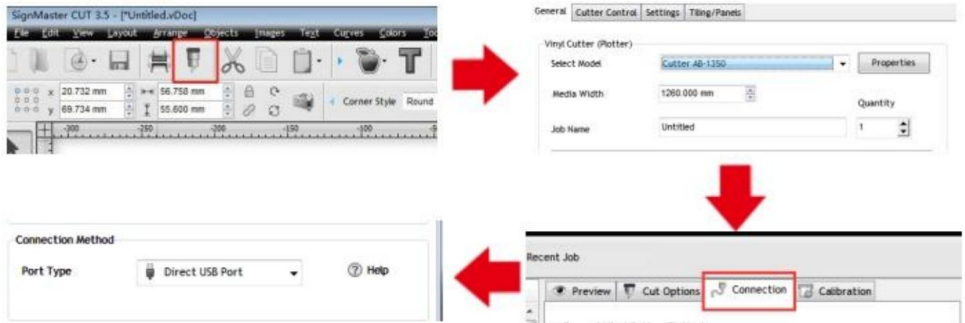 SignMaster CUT 3.5 - [*Untitled.vDoc]
File Edit View Layout Arrange Objects Images Text Curves Colors
x 20.732 mm 56.758 mm
y 69.734 mm 55.600 mm
Corner Style Round
-300 -250 -200 -150 -100
General Cutter Control Settings Tiling/Panels
Vinyl Cutter (Plotter)
Select Model Cutter AB-1350 Properties
Media Width 1260.000 mm
Quantity
Job Name Untitled 1
Recent Job
Preview Cut Options Connection Calibration
Connection Method
Port Type Direct USB Port Help